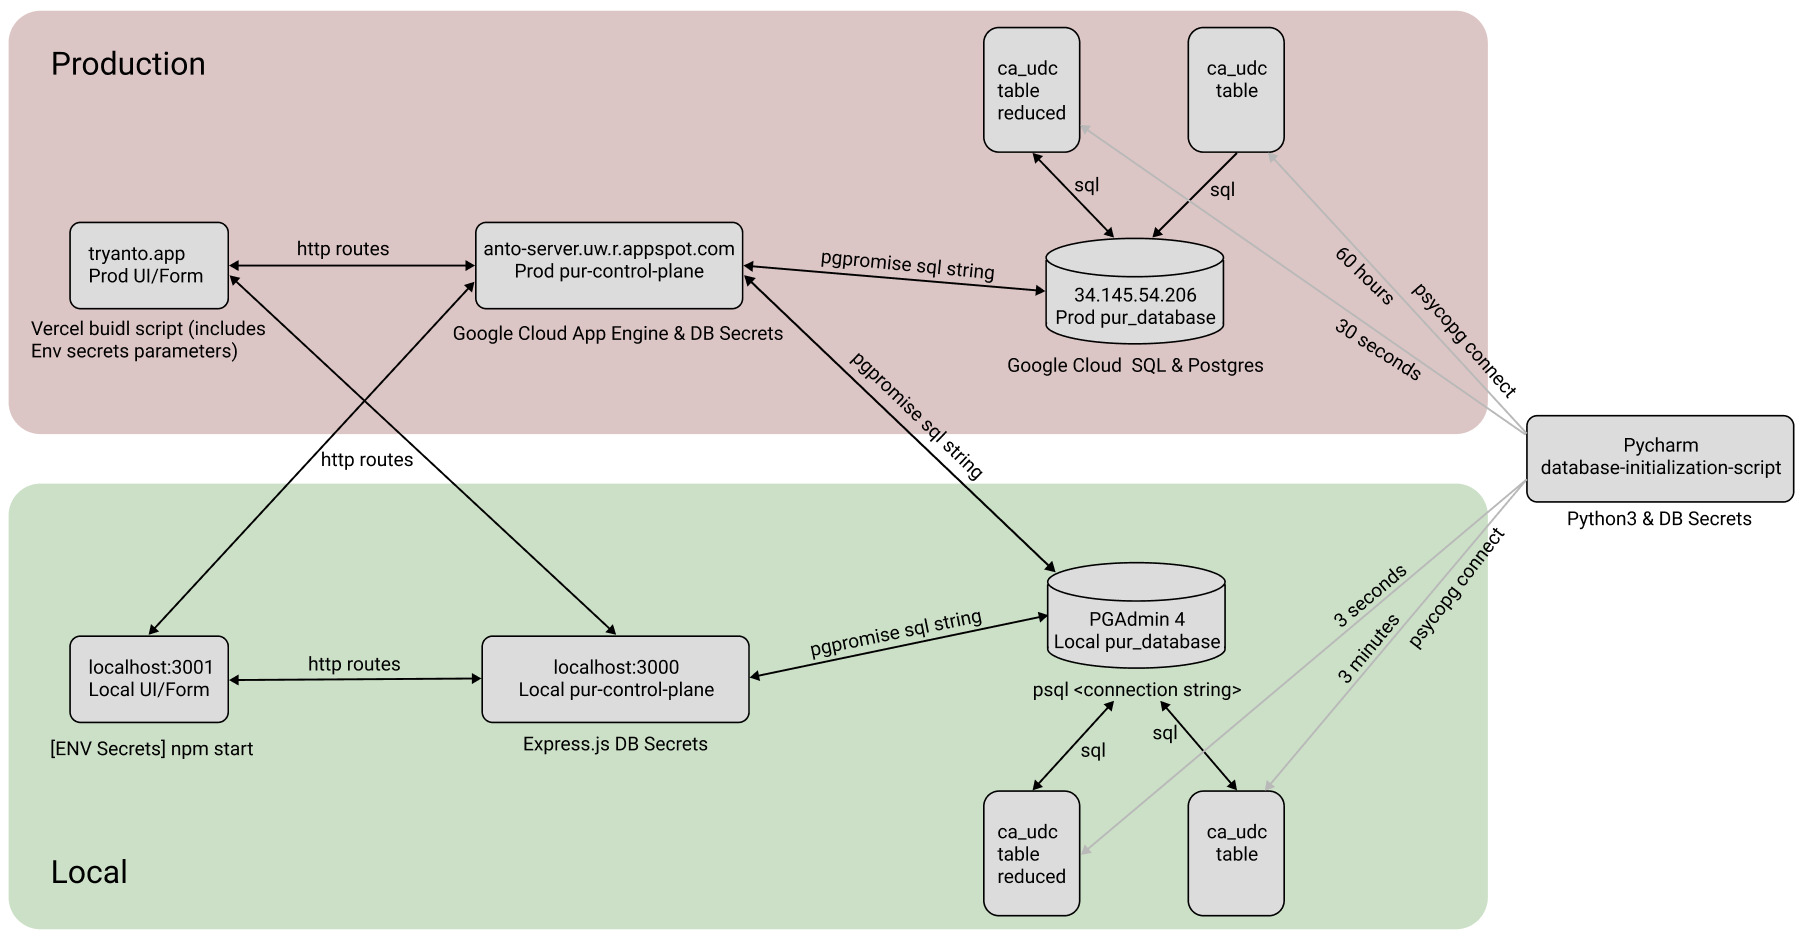 Production
ca_udc
table
reduced
ca_udc
table
sql
sql
tryanto.app
Prod UI/Form
http routes
anto-server.uw.r.appspot.com
Prod pur-control-plane
pgpromise sql string
34.145.54.206
Prod pur_database
Vercel buidl script (includes
Env secrets parameters)
Google Cloud App Engine & DB Secrets
Google Cloud  SQL & Postgres
60 hours
psycopg connect
30 seconds
pgpromise sql string
http routes
Pycharm
database-initialization-script
Python3 & DB Secrets
3 seconds
3 minutes
psycopg connect
PGAdmin 4
Local pur_database
pgpromise sql string
localhost:3001
Local UI/Form
http routes
localhost:3000
Local pur-control-plane
psql <connection string>
[ENV Secrets] npm start
Express.js DB Secrets
sql
sql
ca_udc
table
reduced
ca_udc
table
Local